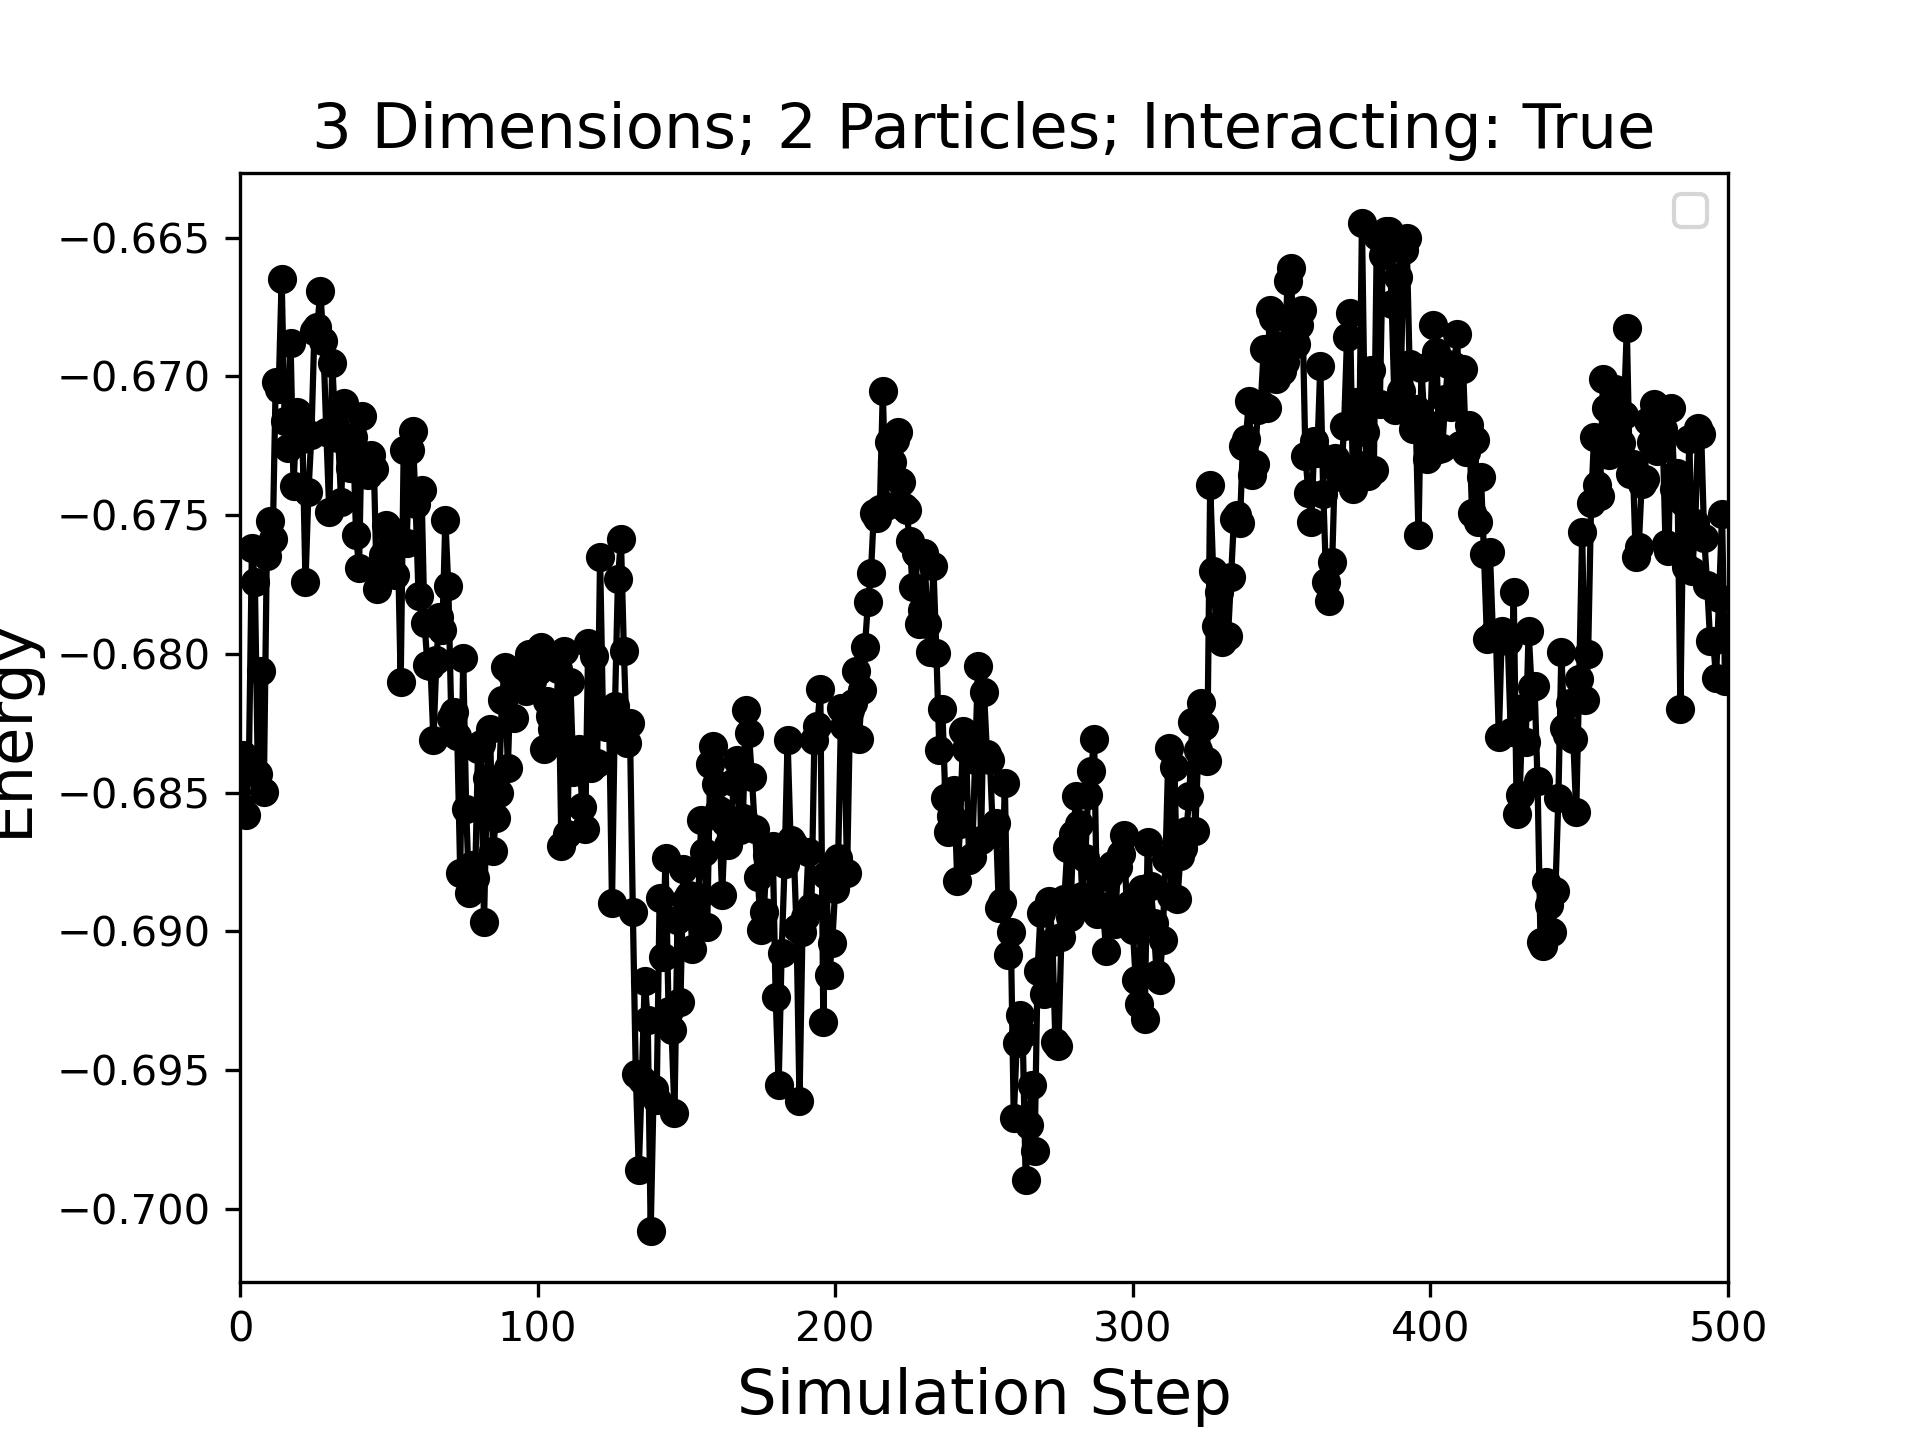 3 Dimensions; 2 Particles; Interacting: True
−0.665
−0.670
−0.675
−0.680
−0.685
−0.690
−0.695
−0.700
Energy
0 100 200 300 400 500
Simulation Step